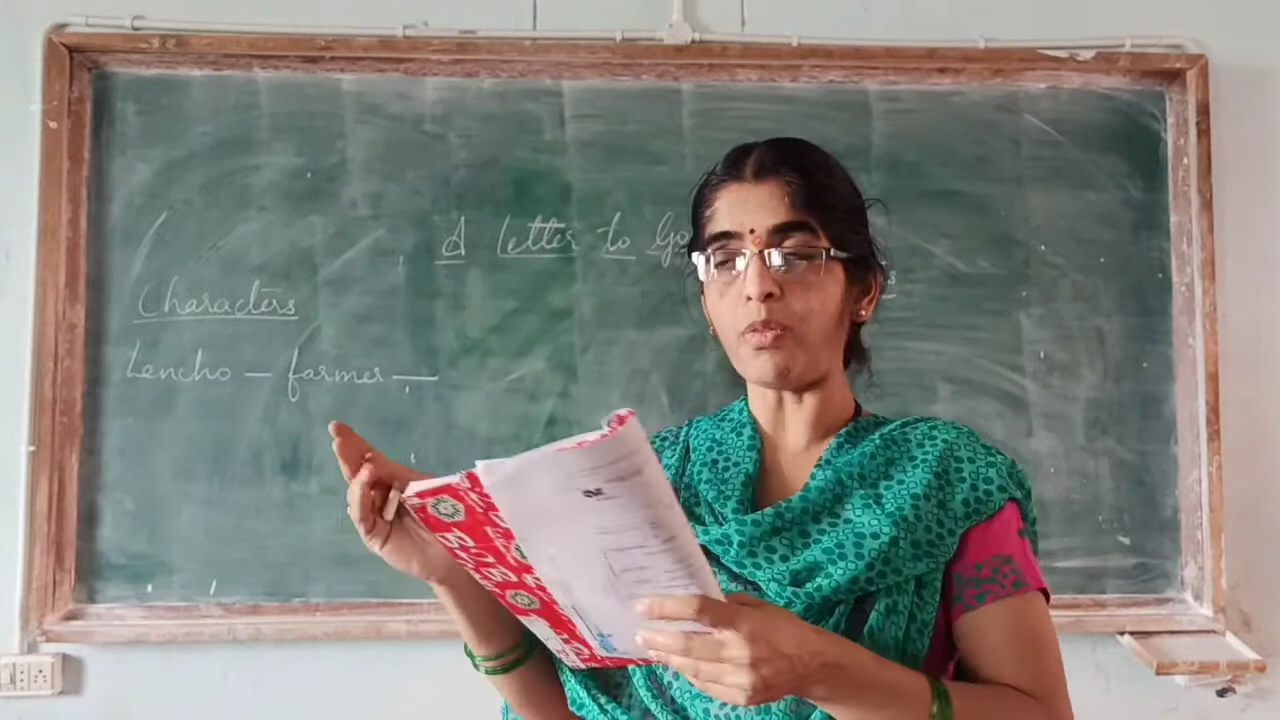 A Letter to Go
Characters
Lencho — farmer —